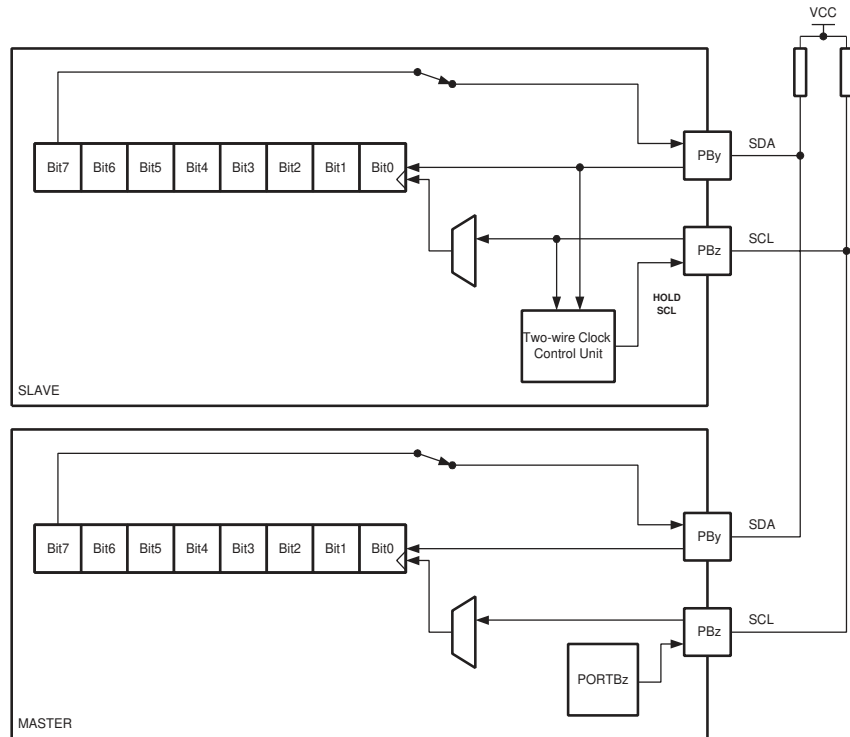 VCC
Bit7 Bit6 Bit5 Bit4 Bit3 Bit2 Bit1 Bit0
PBy
SDA
PBz
SCL
HOLD
SCL
Two-wire Clock
Control Unit
SLAVE
Bit7 Bit6 Bit5 Bit4 Bit3 Bit2 Bit1 Bit0
PBy
SDA
PBz
SCL
PORTBz
MASTER